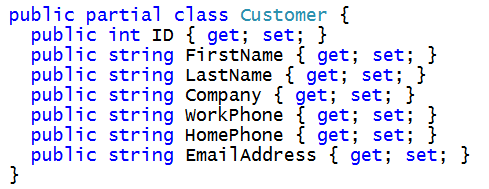 public partial class Customer {
  public int ID { get; set; }
  public string FirstName { get; set; }
  public string LastName { get; set; }
  public string Company { get; set; }
  public string WorkPhone { get; set; }
  public string HomePhone { get; set; }
  public string EmailAddress { get; set; }
}